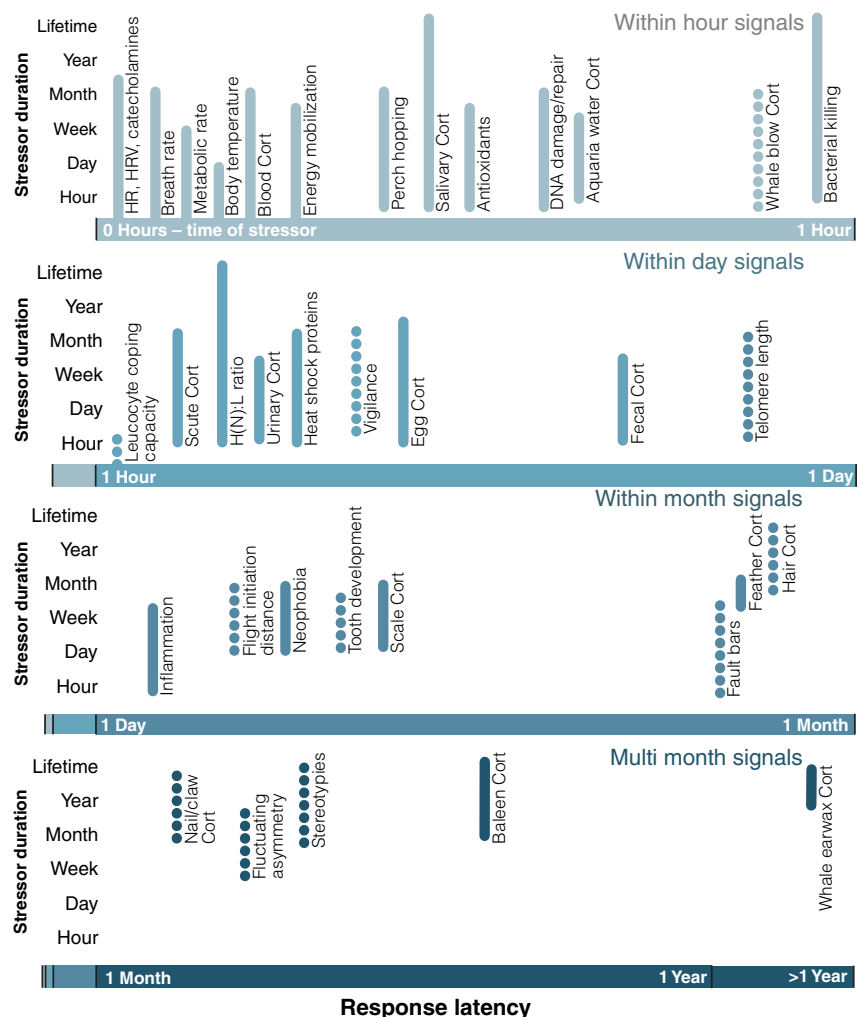 Within hour signals
Stressor duration
Lifetime
Year
Month
Week
Day
Hour
HR, HRV, catecholamines
Breath rate
Metabolic rate
Body temperature
Blood Cort
Energy mobilization
Perch hopping
Salivary Cort
Antioxidants
DNA damage/repair
Aquaria water Cort
Whale blow Cort
Bacterial killing
0 Hours – time of stressor
1 Hour
Within day signals
Stressor duration
Lifetime
Year
Month
Week
Day
Hour
Leucocyte coping
capacity
Scute Cort
H(N):L ratio
Urinary Cort
Heat shock proteins
Vigilance
Egg Cort
Fecal Cort
Telomere length
1 Hour
1 Day
Within month signals
Stressor duration
Lifetime
Year
Month
Week
Day
Hour
Inflammation
Flight initiation
distance
Neophobia
Tooth development
Scale Cort
Fault bars
Feather Cort
Hair Cort
1 Day
1 Month
Multi month signals
Stressor duration
Lifetime
Year
Month
Week
Day
Hour
Nail/claw
Cort
Fluctuating
asymmetry
Stereotypies
Baleen Cort
Whale earwax Cort
1 Month
1 Year
>1 Year
Response latency